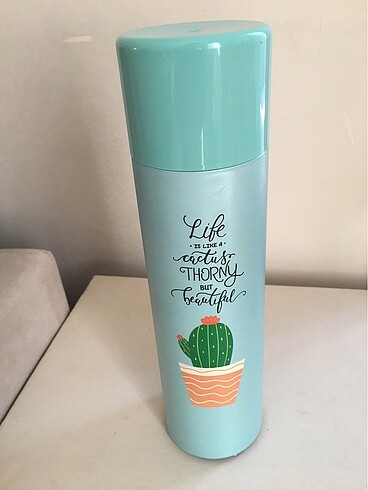 Life
• IS LIKE A •
cactus
THORNY
BUT
beautiful